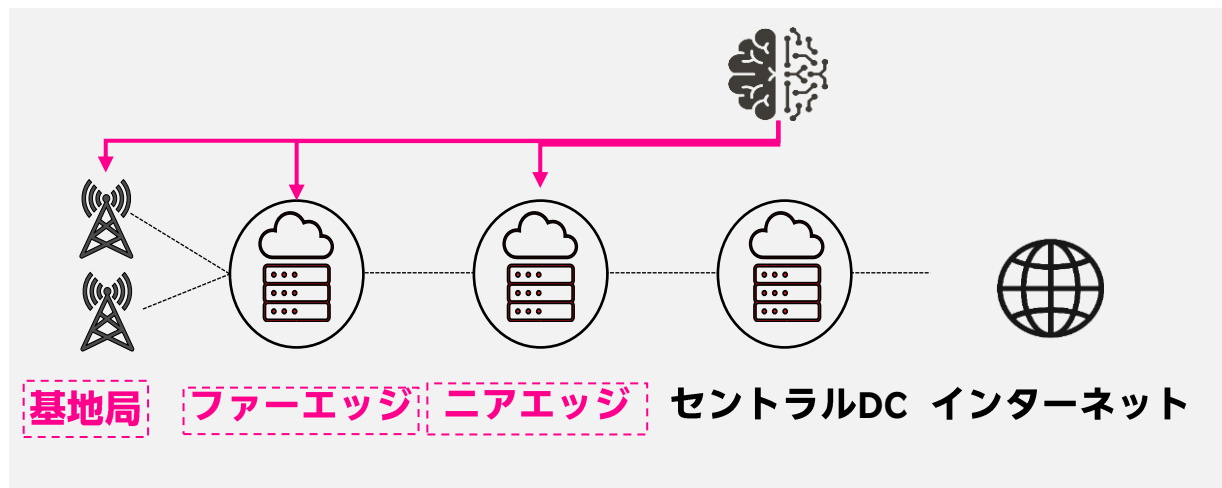 基地局
ファーエッジ
ニアエッジ
セントラルDC
インターネット